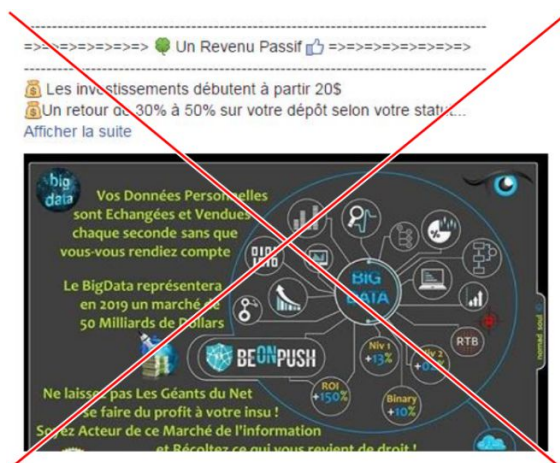 =>=>=>=>=>=> Un Revenu Passif =>=>=>=>=>=>=>
Les investissements débutent à partir 20$
Un retour de 30% à 50% sur votre dépôt selon votre statut...
Afficher la suite
big
data
Vos Données Personnelles
sont Echangées et Vendues
chaque seconde sans que
vous-vous rendiez compte
Le BigData représentera
en 2019 un marché de
50 Milliards de Dollars
BIG
DATA
BEONPUSH
Niv 1
+13%
RTB
ROI
+150%
Binary
+10%
nomad soul
Ne laissez pas Les Géants du Net
se faire du profit à votre insu !
Soyez Acteur de ce Marché de l'information
et Récoltez ce qui vous revient de droit !